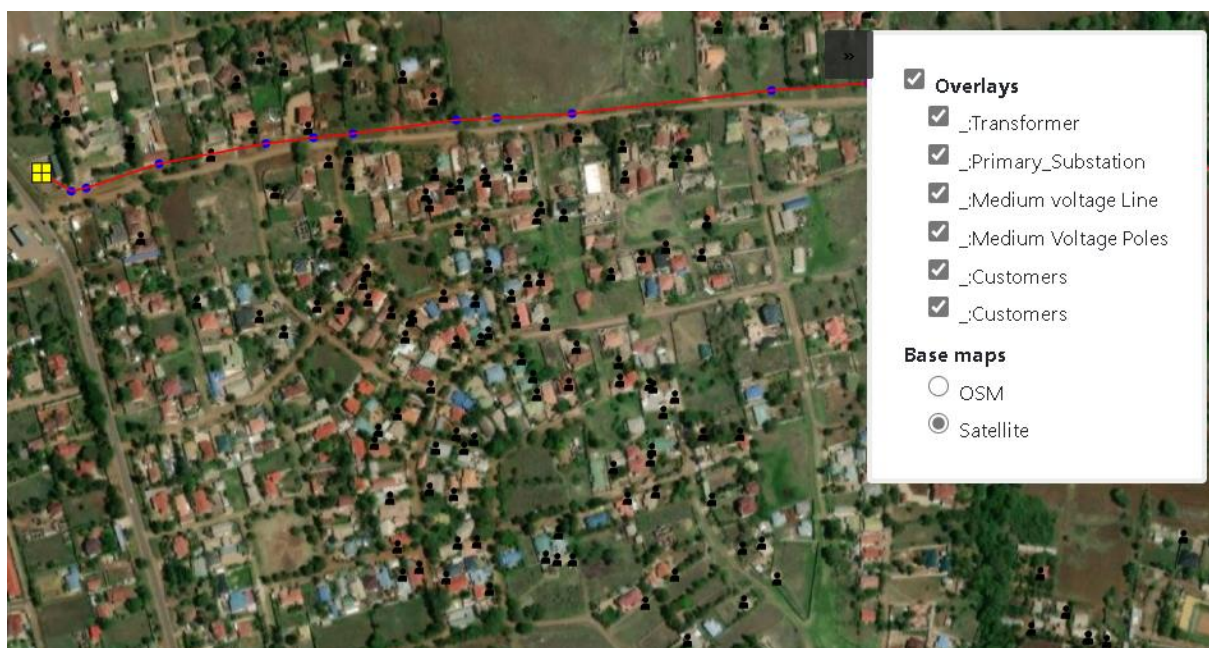 »
Overlays
_:Transformer
_:Primary_Substation
_:Medium voltage Line
_:Medium Voltage Poles
_:Customers
_:Customers
Base maps
OSM
Satellite